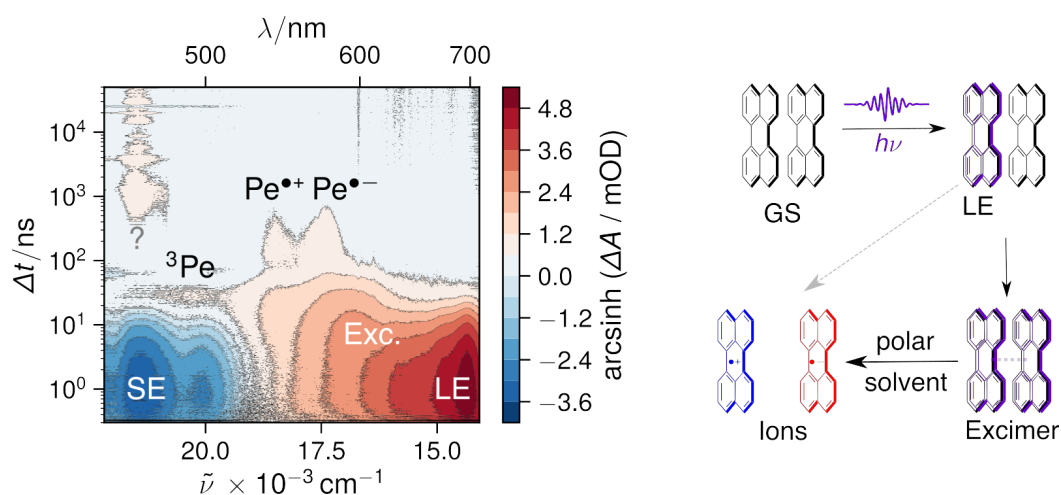 λ/nm
500 600 700
Δt/ns
10⁴
10³
10²
10¹
10⁰
Pe•+ Pe•−
?
³Pe
Exc.
SE
LE
20.0 17.5 15.0
ν̃ × 10⁻³ cm⁻¹
4.8
3.6
2.4
1.2
0.0
−1.2
−2.4
−3.6
arcsinh (ΔA / mOD)
hν
GS
LE
polar
solvent
Ions
Excimer